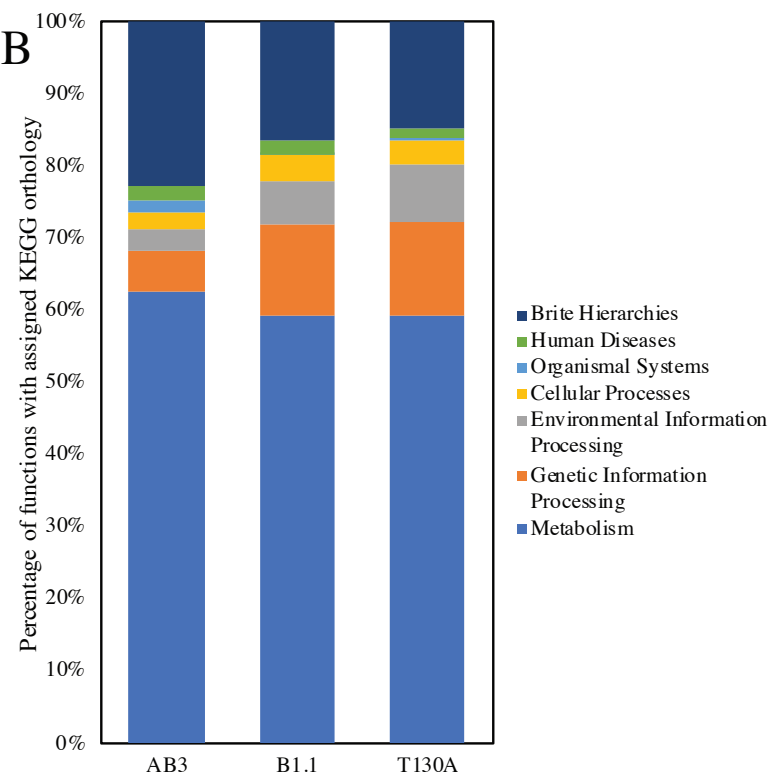 B
Percentage of functions with assigned KEGG orthology
100%
90%
80%
70%
60%
50%
40%
30%
20%
10%
0%
AB3
B1.1
T130A
Brite Hierarchies
Human Diseases
Organismal Systems
Cellular Processes
Environmental Information
Processing
Genetic Information
Processing
Metabolism